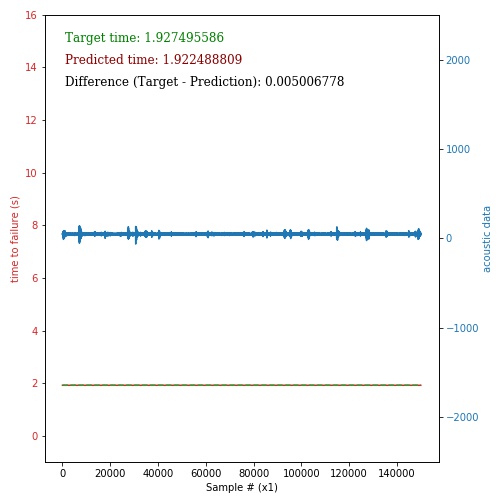 Target time: 1.927495586
Predicted time: 1.922488809
Difference (Target - Prediction): 0.005006778
16
14
12
10
8
6
4
2
0
time to failure (s)
2000
1000
0
−1000
−2000
acoustic data
0 20000 40000 60000 80000 100000 120000 140000
Sample # (x1)